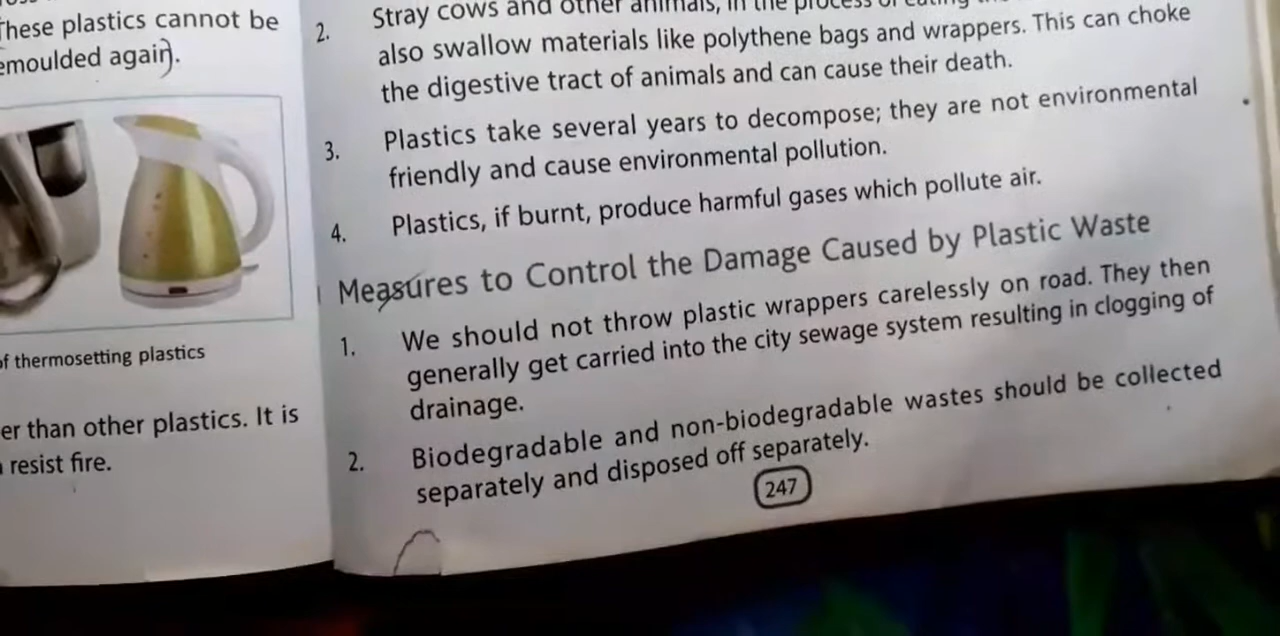 These plastics cannot be
emoulded again).
of thermosetting plastics
er than other plastics. It is
resist fire.
2. Stray cows and other animals, in the process of eating
also swallow materials like polythene bags and wrappers. This can choke
the digestive tract of animals and can cause their death.
3. Plastics take several years to decompose; they are not environmental
friendly and cause environmental pollution.
4. Plastics, if burnt, produce harmful gases which pollute air.
Measures to Control the Damage Caused by Plastic Waste
1. We should not throw plastic wrappers carelessly on road. They then
generally get carried into the city sewage system resulting in clogging of
drainage.
2. Biodegradable and non-biodegradable wastes should be collected
separately and disposed off separately.
247